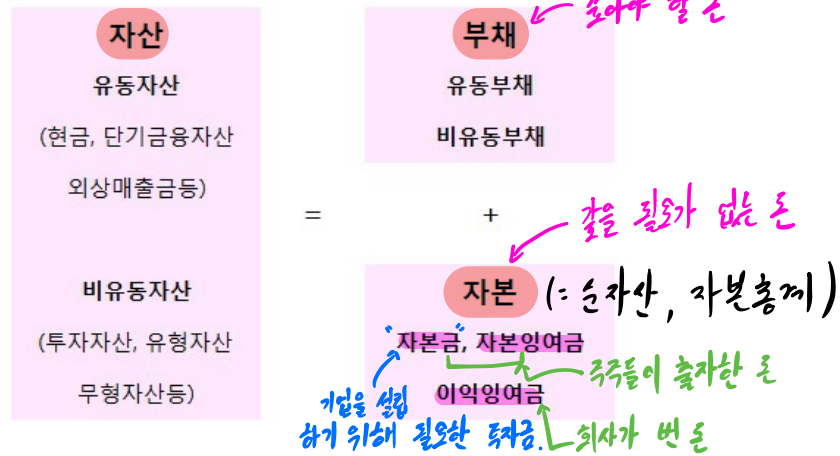 자산
유동자산
(현금, 단기금융자산
외상매출금등)
비유동자산
(투자자산, 유형자산
무형자산등)
=
부채
할 돈
유동부채
비유동부채
+
갚을 필요가 없는 돈
자본 (= 순자산, 자본총계)
"자본금", 자본잉여금
이익잉여금
주주들이 출자한 돈
회사가 번 돈
기업을 설립
하기 위해 필요한 투자금.